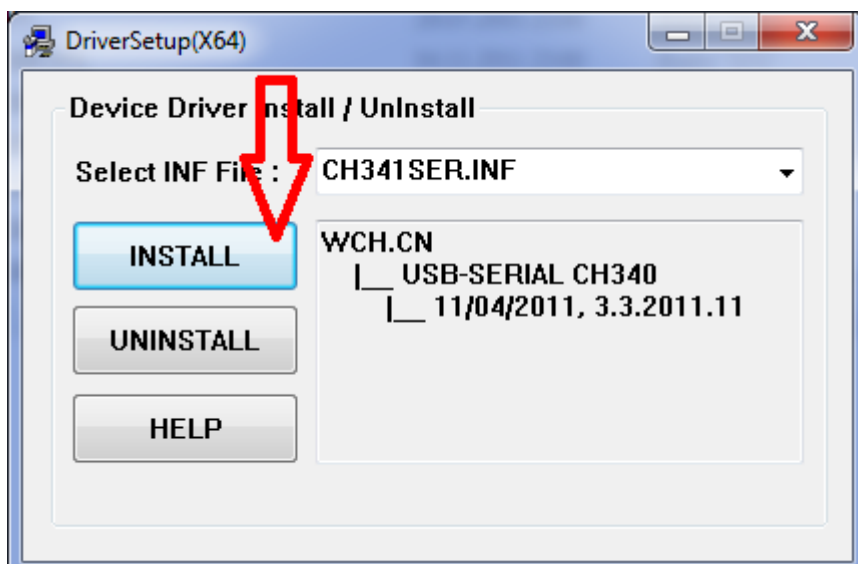 DriverSetup(X64)
Device Driver Install / UnInstall
Select INF File :
CH341SER.INF
INSTALL
UNINSTALL
HELP
WCH.CN
|__ USB-SERIAL CH340
|__ 11/04/2011, 3.3.2011.11